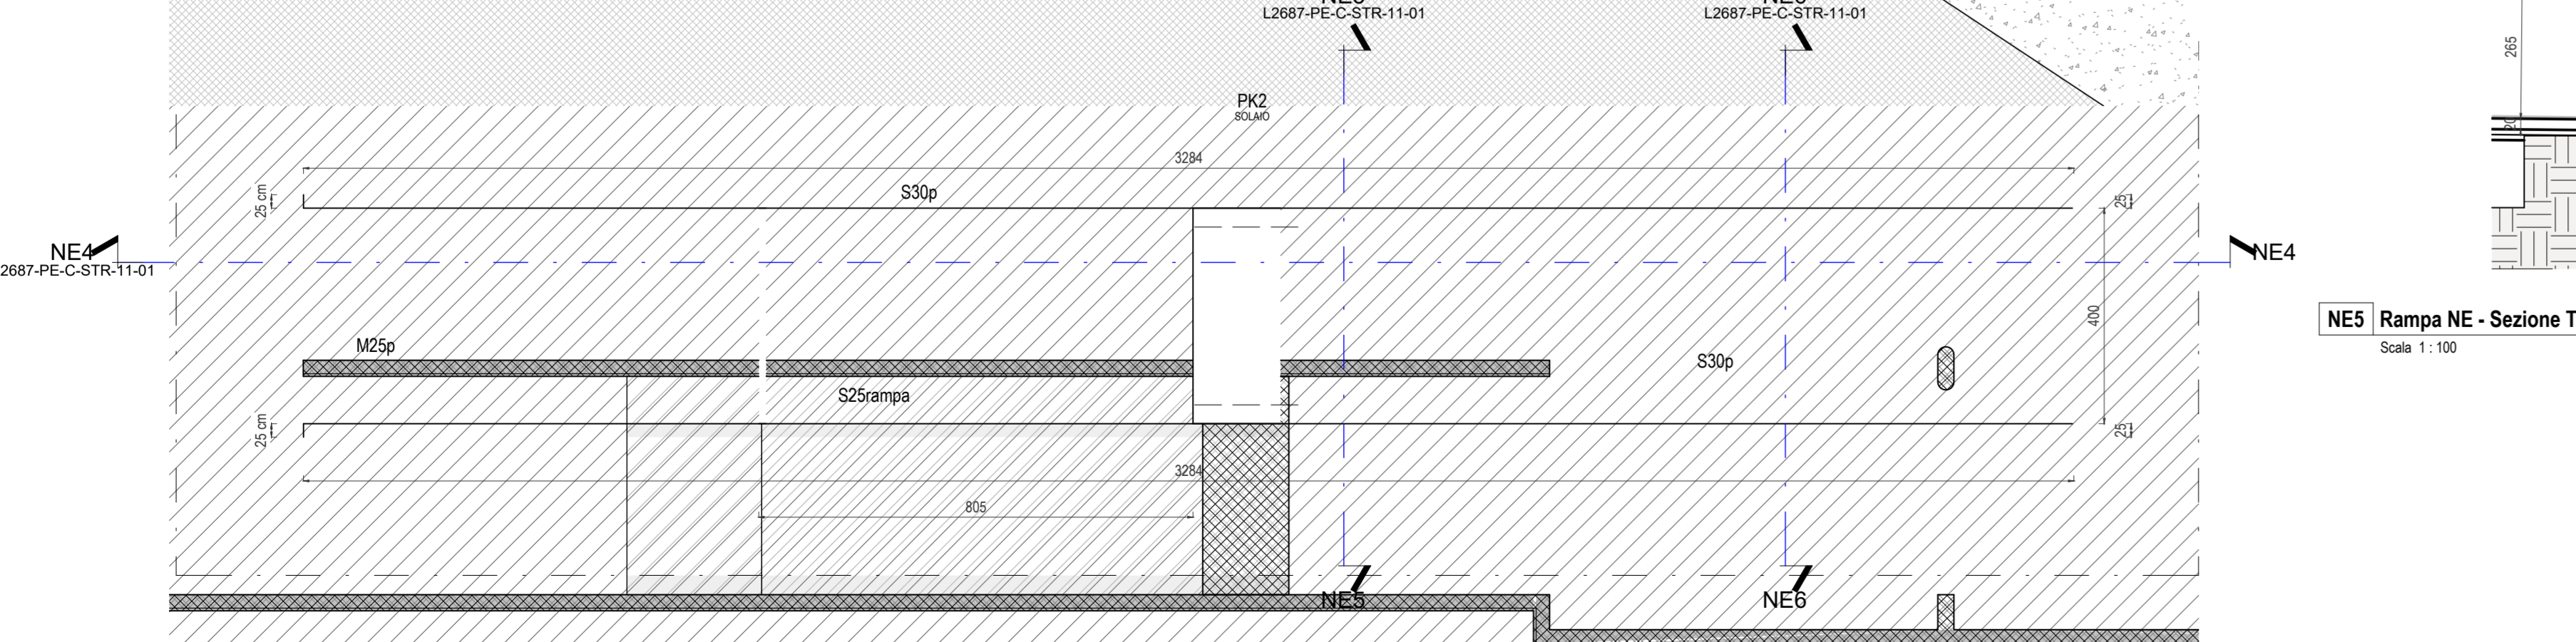 L2687-PE-C-STR-11-01
L2687-PE-C-STR-11-01
265
20
PK2
SOLAIO
3284
S30p
25 cm
25
NE4
2687-PE-C-STR-11-01
NE4
400
NE5 Rampa NE - Sezione T
Scala 1 : 100
M25p
S30p
S25rampa
25 cm
25
3284
805
NE5
NE6